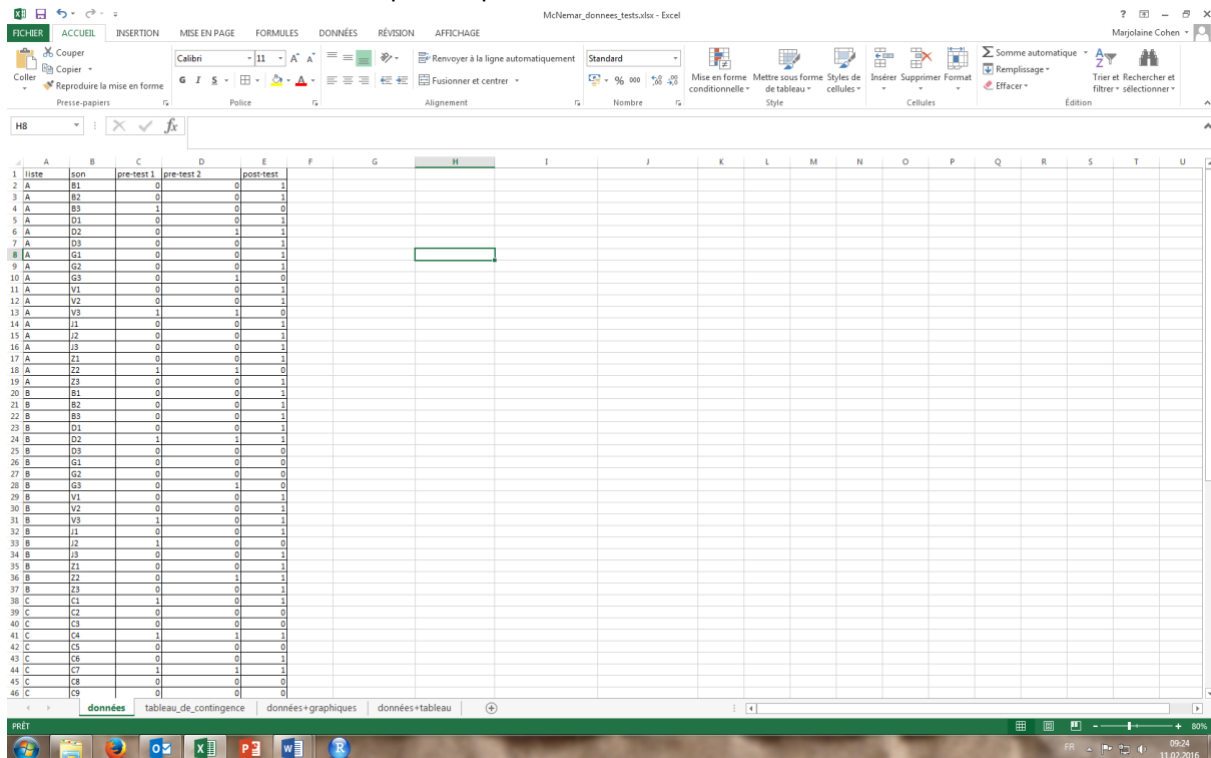 McNemar_donnees_tests.xlsx - Excel
FICHIER ACCUEIL INSERTION MISE EN PAGE FORMULES DONNÉES RÉVISION AFFICHAGE Marjolaine Cohen
Couper
Copier
Reproduire la mise en forme
Coller
Presse-papiers
Calibri 11
G I S
Police
Renvoyer à la ligne automatiquement
Fusionner et centrer
Alignement
Standard
% 000
Nombre
Mise en forme conditionnelle
Mettre sous forme de tableau
Styles de cellules
Style
Insérer Supprimer Format
Cellules
Somme automatique
Remplissage
Effacer
Trier et filtrer
Rechercher et sélectionner
Édition
H8 fx
A B C D E F G H I J K L M N O P Q R S T U
1 liste son pre-test 1 pre-test 2 post-test
2 A B1 0 0 1
3 A B2 0 0 1
4 A B3 1 0 0
5 A D1 0 0 1
6 A D2 0 1 1
7 A D3 0 0 1
8 A G1 0 0 1
9 A G2 0 0 1
10 A G3 0 1 0
11 A V1 0 0 1
12 A V2 0 0 1
13 A V3 1 1 0
14 A J1 0 0 1
15 A J2 0 0 1
16 A J3 0 0 1
17 A Z1 0 0 1
18 A Z2 1 1 0
19 A Z3 0 0 1
20 B B1 0 0 1
21 B B2 0 0 1
22 B B3 0 0 1
23 B D1 0 0 1
24 B D2 1 1 1
25 B D3 0 0 0
26 B G1 0 0 0
27 B G2 0 0 0
28 B G3 0 1 0
29 B V1 0 0 1
30 B V2 0 0 1
31 B V3 1 0 1
32 B J1 0 0 1
33 B J2 1 0 0
34 B J3 0 0 1
35 B Z1 0 0 1
36 B Z2 0 1 1
37 B Z3 0 0 1
38 C C1 1 0 1
39 C C2 0 0 0
40 C C3 0 0 0
41 C C4 1 1 1
42 C C5 0 0 0
43 C C6 0 0 1
44 C C7 1 1 1
45 C C8 0 0 0
46 C C9 0 0 0
données tableau_de_contingence données+graphiques données+tableau
PRÊT 80%
FR 09:24
11.02.2016